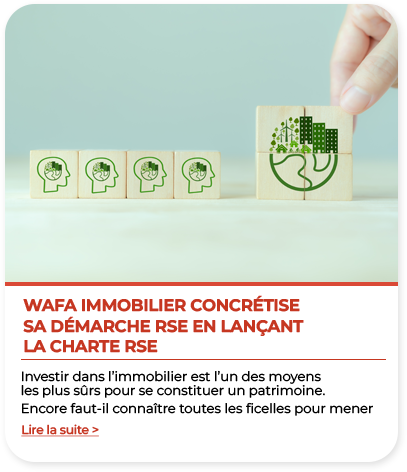 WAFA IMMOBILIER CONCRÉTISE
SA DÉMARCHE RSE EN LANÇANT
LA CHARTE RSE
Investir dans l'immobilier est l'un des moyens
les plus sûrs pour se constituer un patrimoine.
Encore faut-il connaître toutes les ficelles pour mener
Lire la suite >